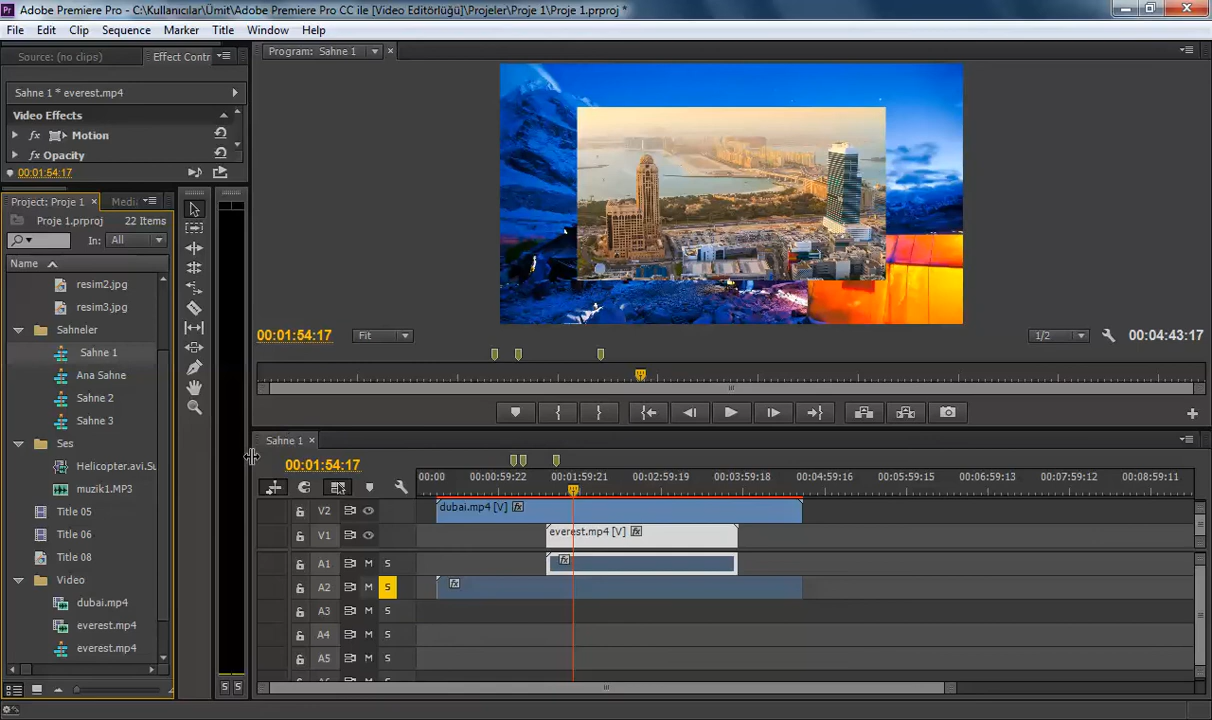 Adobe Premiere Pro - C:\Kullanıcılar\Ümit\Adobe Premiere Pro CC ile [Video Editörlüğü]\Projeler\Proje 1\Proje 1.prproj *
File Edit Clip Sequence Marker Title Window Help
Source: (no clips) Effect Contr
Program: Sahne 1
Sahne 1 * everest.mp4
Video Effects
fx Motion
fx Opacity
00:01:54:17
Project: Proje 1 Medi
Proje 1.prproj 22 Items
In: All
Name
resim2.jpg
resim3.jpg
Sahneler
Sahne 1
Ana Sahne
Sahne 2
Sahne 3
Ses
Helicopter.avi.Su
muzik1.MP3
Title 05
Title 06
Title 08
Video
dubai.mp4
everest.mp4
everest.mp4
S S
00:01:54:17 Fit 1/2 00:04:43:17
Sahne 1
00:01:54:17
00:00 00:00:59:22 00:01:59:21 00:02:59:19 00:03:59:18 00:04:59:16 00:05:59:15 00:06:59:13 00:07:59:12 00:08:59:11
V2 dubai.mp4 [V] fx
V1 everest.mp4 [V] fx
A1 M S fx
A2 M S fx
A3 M S
A4 M S
A5 M S